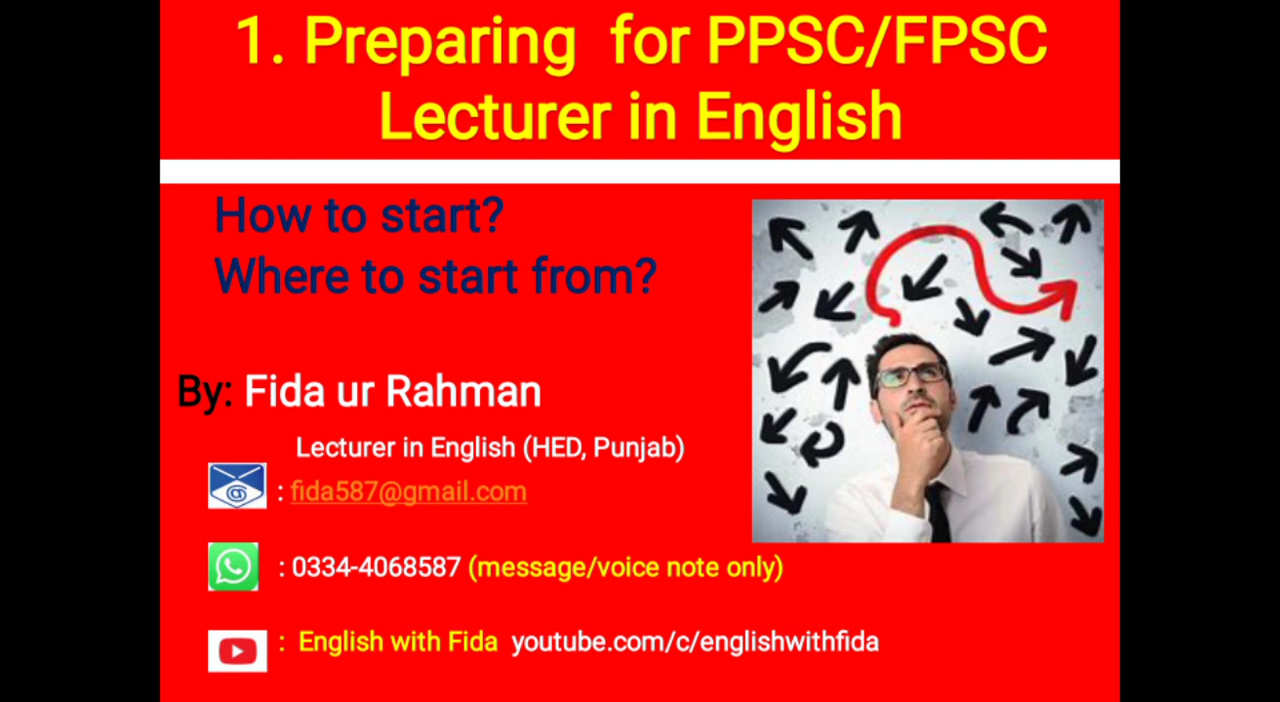 1. Preparing  for PPSC/FPSC
Lecturer in English
How to start?
Where to start from?
By: Fida ur Rahman
Lecturer in English (HED, Punjab)
: fida587@gmail.com
: 0334-4068587 (message/voice note only)
:  English with Fida  youtube.com/c/englishwithfida